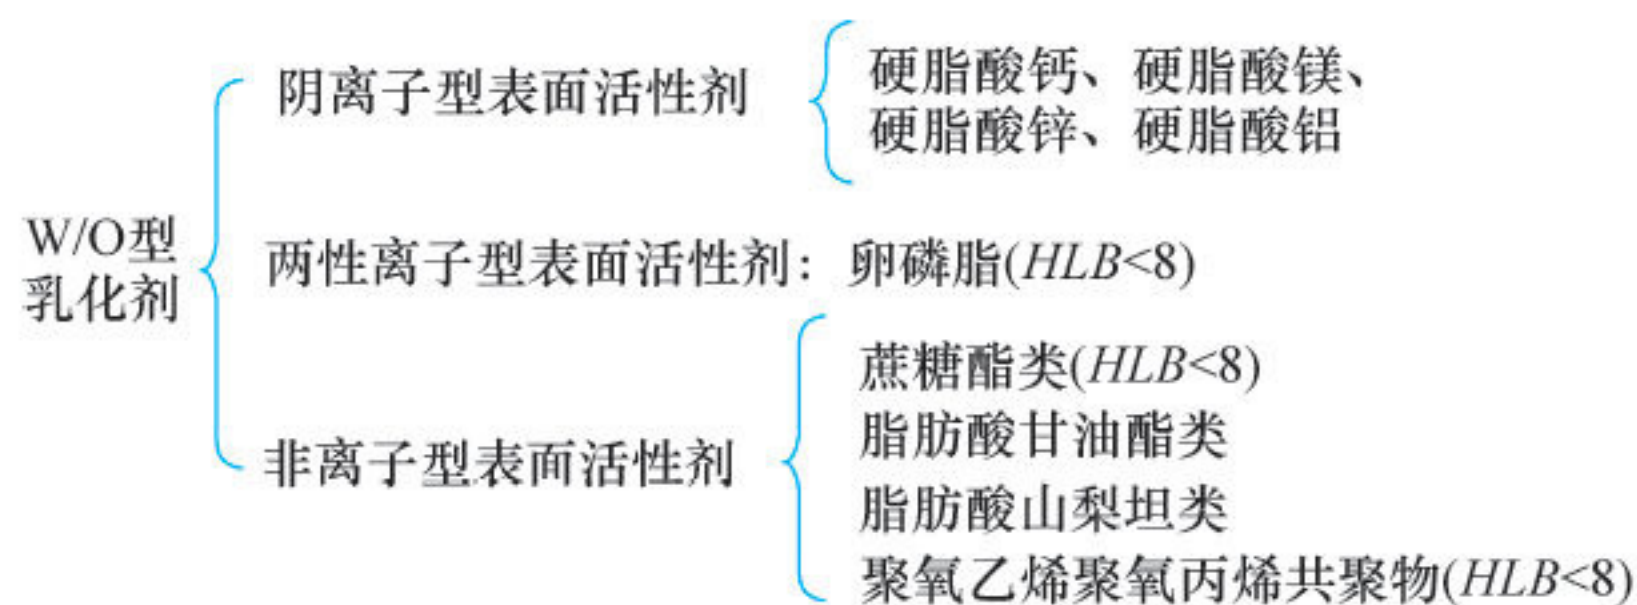 W/O型
乳化剂
阴离子型表面活性剂
硬脂酸钙、硬脂酸镁、
硬脂酸锌、硬脂酸铝
两性离子型表面活性剂：卵磷脂(HLB<8)
非离子型表面活性剂
蔗糖酯类(HLB<8)
脂肪酸甘油酯类
脂肪酸山梨坦类
聚氧乙烯聚氧丙烯共聚物(HLB<8)